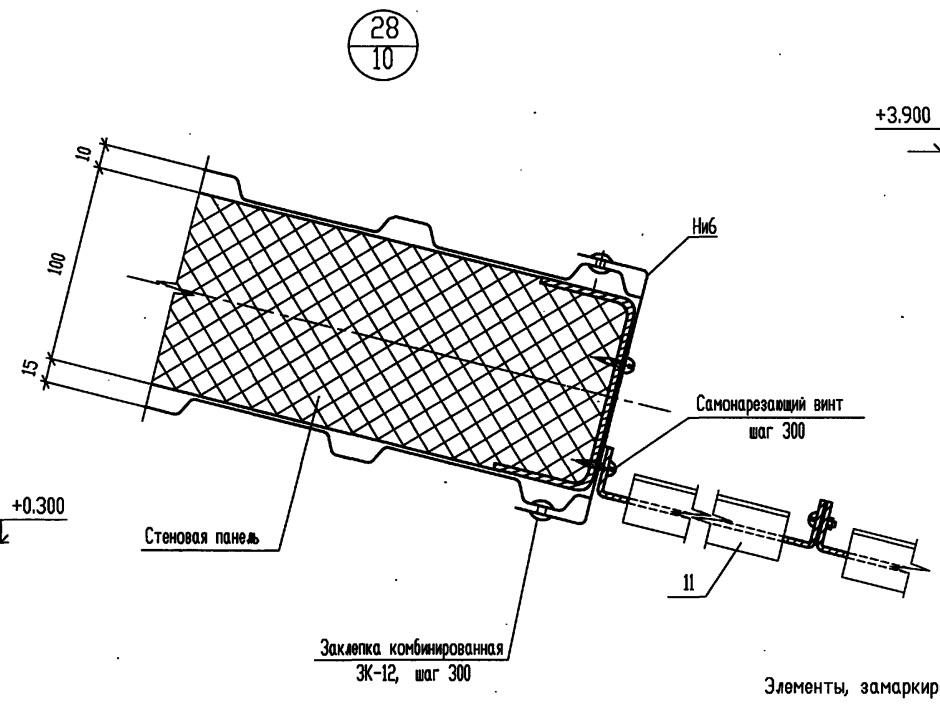 28
10
+3.900
10
100
15
Ни6
Самонарезающий винт
шаг 300
+0.300
Стеновая панель
11
Заклепка комбинированная
ЗК-12, шаг 300
Элементы, замаркир